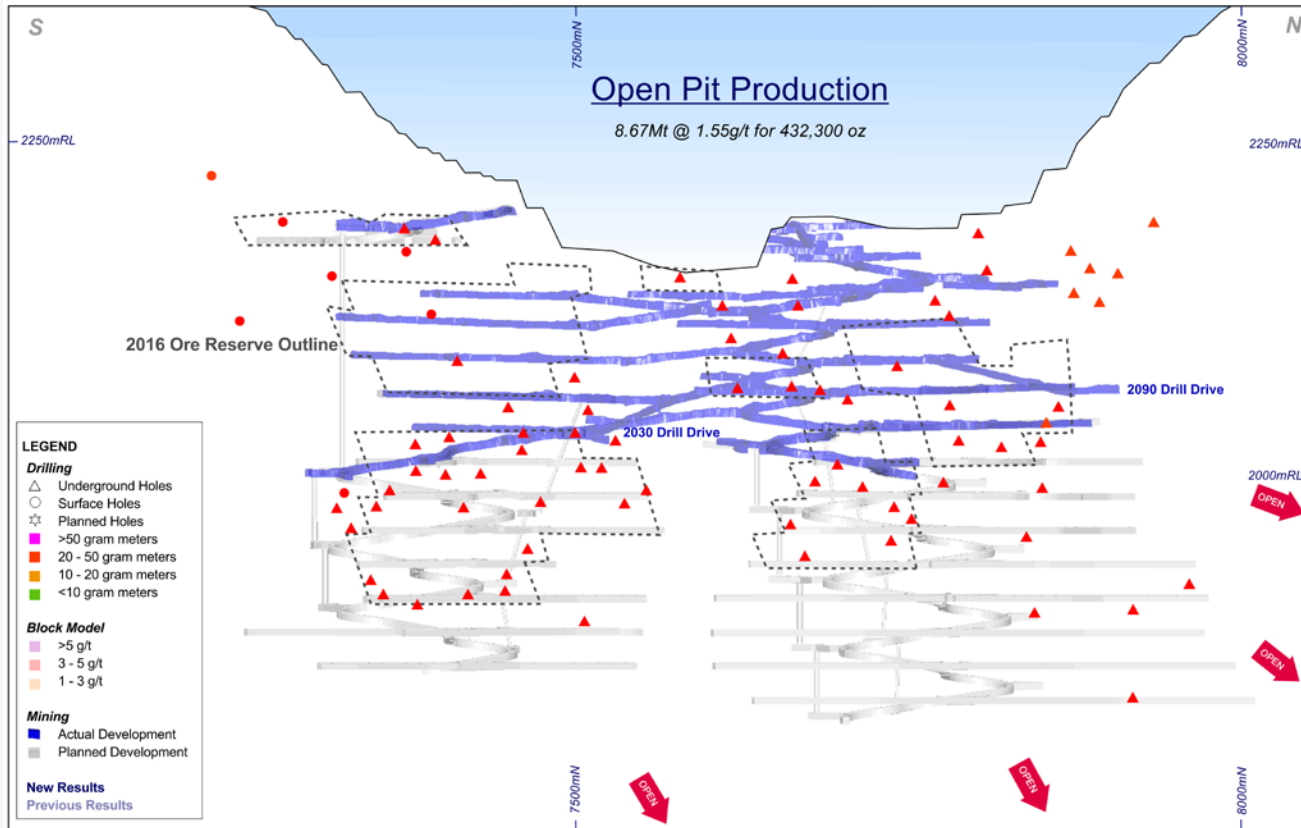 S
7500mN
8000mN
N
Open Pit Production
8.67Mt @ 1.55g/t for 432,300 oz
2250mRL
2250mRL
2016 Ore Reserve Outline
2090 Drill Drive
2030 Drill Drive
2000mRL
OPEN
OPEN
OPEN
OPEN
LEGEND
Drilling
Underground Holes
Surface Holes
Planned Holes
>50 gram meters
20 - 50 gram meters
10 - 20 gram meters
<10 gram meters
Block Model
>5 g/t
3 - 5 g/t
1 - 3 g/t
Mining
Actual Development
Planned Development
New Results
Previous Results
7500mN
8000mN